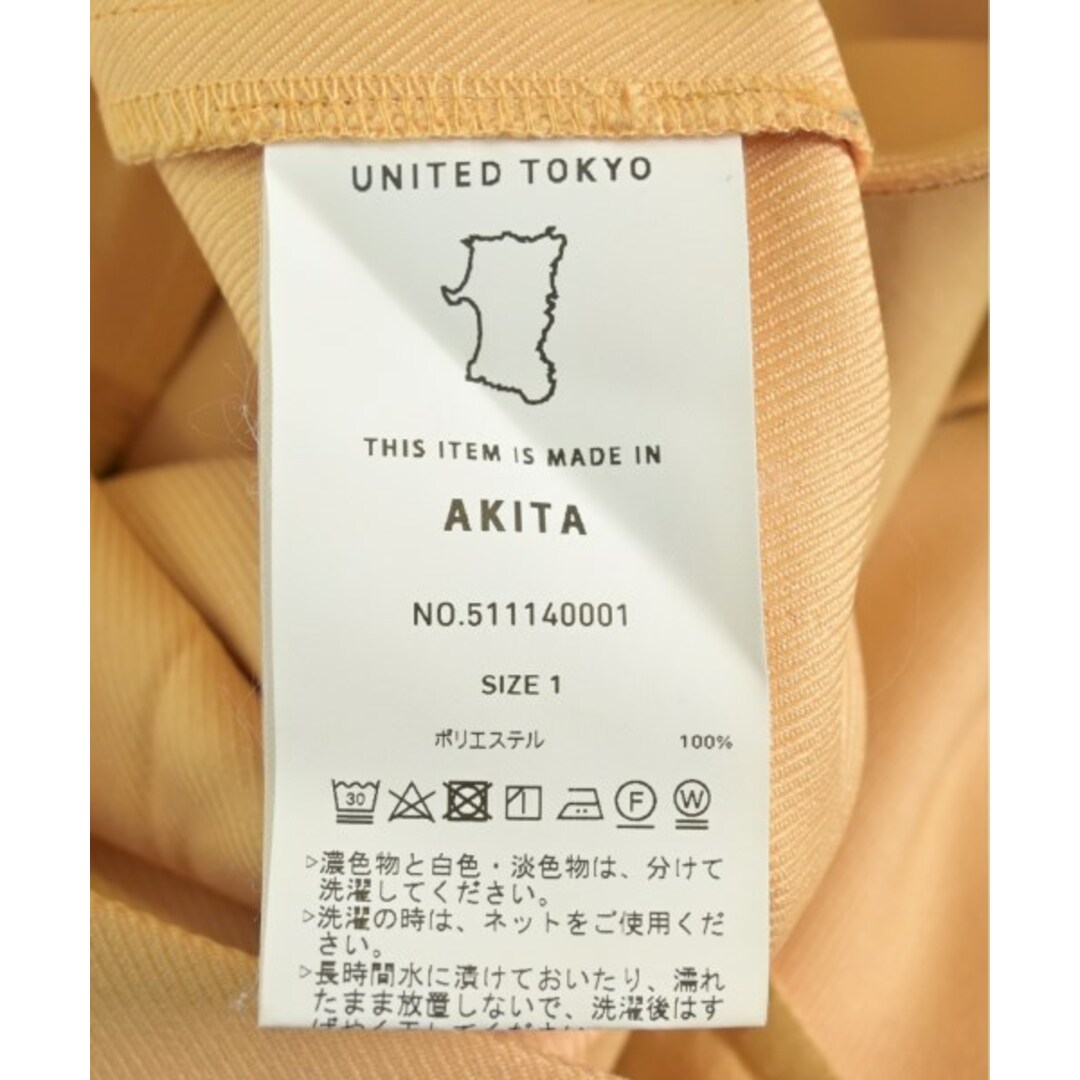 UNITED TOKYO
THIS ITEM IS MADE IN
AKITA
NO.511140001
SIZE 1
ポリエステル 100%
30 F W
▷濃色物と白色・淡色物は、分けて
洗濯してください。
▷洗濯の時は、ネットをご使用くだ
さい。
▷長時間水に漬けておいたり、濡れ
たまま放置しないで、洗濯後はす